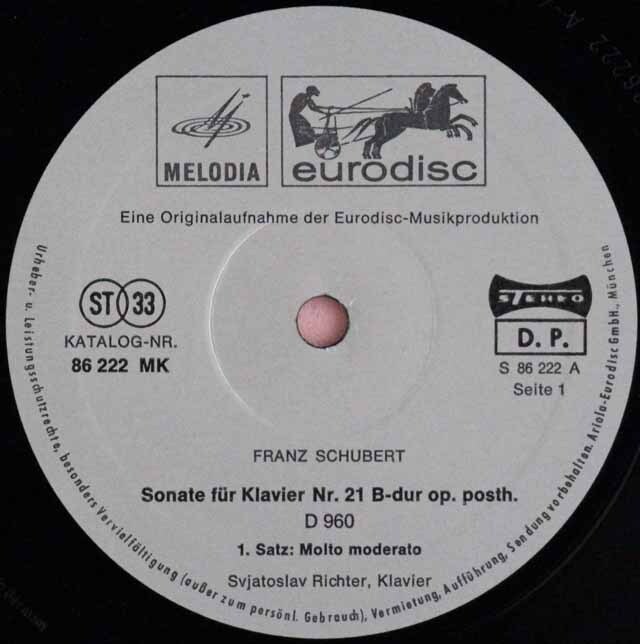 MELODIA
eurodisc
Eine Originalaufnahme der Eurodisc-Musikproduktion
ST 33
KATALOG-NR.
86 222 MK
STEREO
D. P.
S 86 222 A
Seite 1
FRANZ SCHUBERT
Sonate für Klavier Nr. 21 B-dur op. posth.
D 960
1. Satz: Molto moderato
Svjatoslav Richter, Klavier
Urheber- u. Leistungsschutzrechte, besonders Vervielfältigung (außer zum persönl. Gebrauch), Vermietung, Aufführung, Sendung vorbehalten. Ariola-Eurodisc GmbH., München